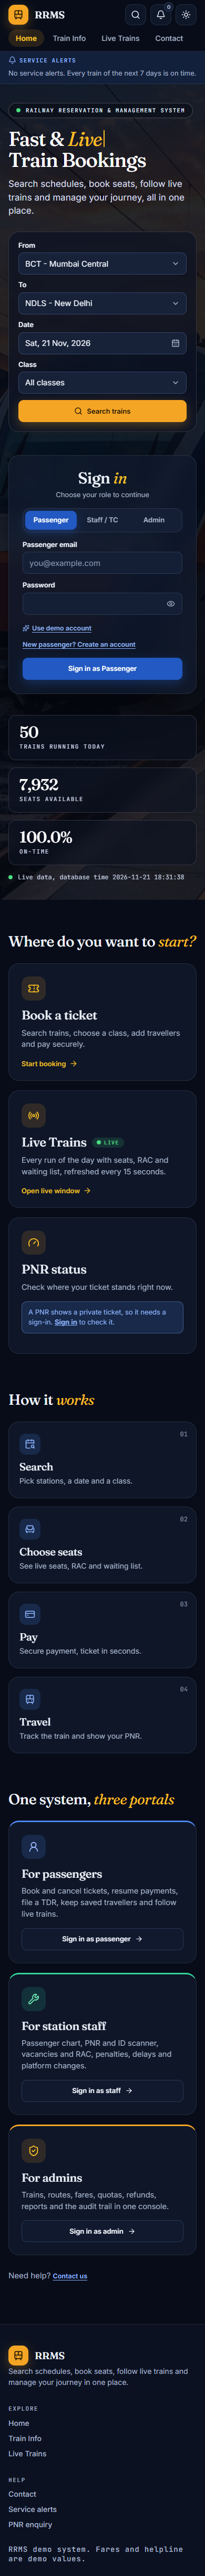 RRMS
0
Home Train Info Live Trains Contact
SERVICE ALERTS
No service alerts. Every train of the next 7 days is on time.
RAILWAY RESERVATION & MANAGEMENT SYSTEM
Fast & Live
Train Bookings
Search schedules, book seats, follow live
trains and manage your journey, all in one
place.
From
BCT - Mumbai Central
To
NDLS - New Delhi
Date
Sat, 21 Nov, 2026
Class
All classes
Search trains
Sign in
Choose your role to continue
Passenger Staff / TC Admin
Passenger email
you@example.com
Password
Use demo account
New passenger? Create an account
Sign in as Passenger
50
TRAINS RUNNING TODAY
7,932
SEATS AVAILABLE
100.0%
ON-TIME
Live data, database time 2026-11-21 18:31:38
Where do you want to start?
Book a ticket
Search trains, choose a class, add travellers
and pay securely.
Start booking
Live Trains LIVE
Every run of the day with seats, RAC and
waiting list, refreshed every 15 seconds.
Open live window
PNR status
Check where your ticket stands right now.
A PNR shows a private ticket, so it needs a
sign-in. Sign in to check it.
How it works
01
Search
Pick stations, a date and a class.
02
Choose seats
See live seats, RAC and waiting list.
03
Pay
Secure payment, ticket in seconds.
04
Travel
Track the train and show your PNR.
One system, three portals
For passengers
Book and cancel tickets, resume payments,
file a TDR, keep saved travellers and follow
live trains.
Sign in as passenger
For station staff
Passenger chart, PNR and ID scanner,
vacancies and RAC, penalties, delays and
platform changes.
Sign in as staff
For admins
Trains, routes, fares, quotas, refunds,
reports and the audit trail in one console.
Sign in as admin
Need help? Contact us
RRMS
Search schedules, book seats, follow live trains and
manage your journey in one place.
EXPLORE
Home
Train Info
Live Trains
HELP
Contact
Service alerts
PNR enquiry
RRMS demo system. Fares and helpline
are demo values.